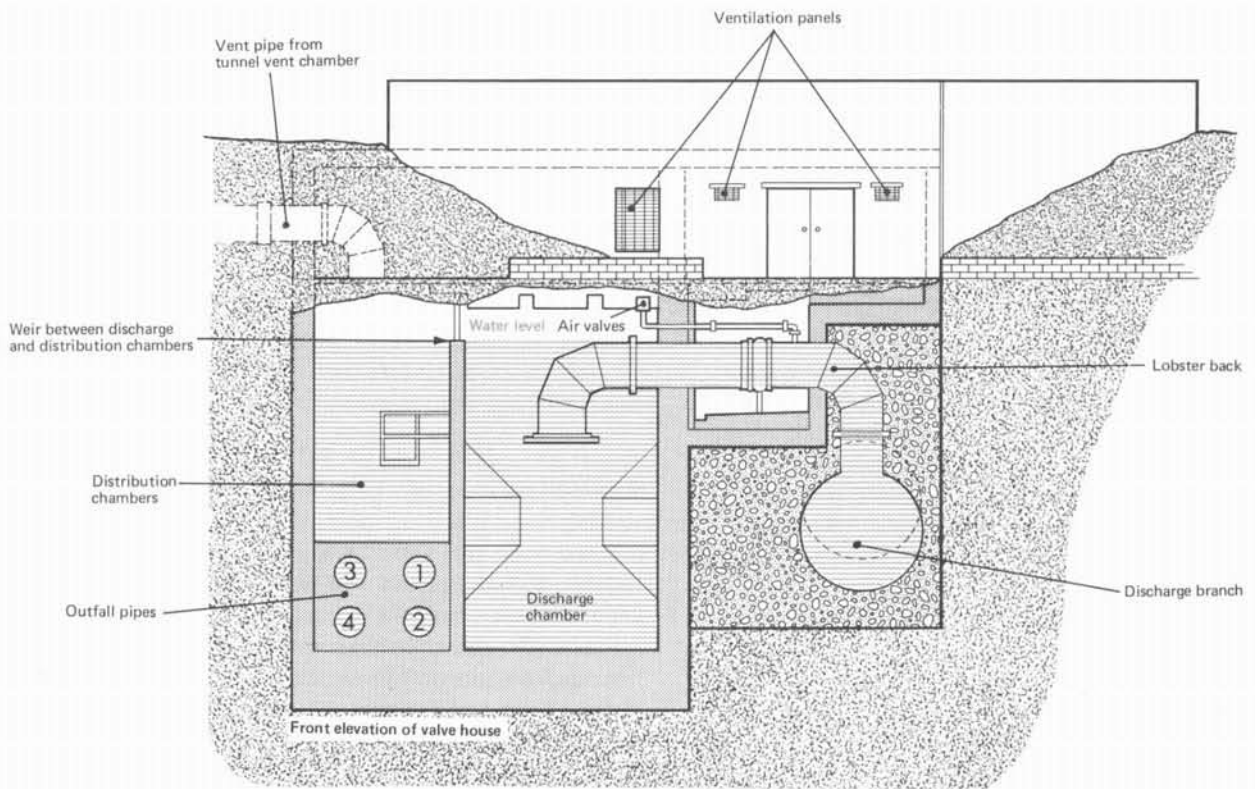 Ventilation panels
Vent pipe from
tunnel vent chamber
Water level
Air valves
Weir between discharge
and distribution chambers
Lobster back
Distribution
chambers
3
1
Outfall pipes
4
2
Discharge
chamber
Discharge branch
Front elevation of valve house